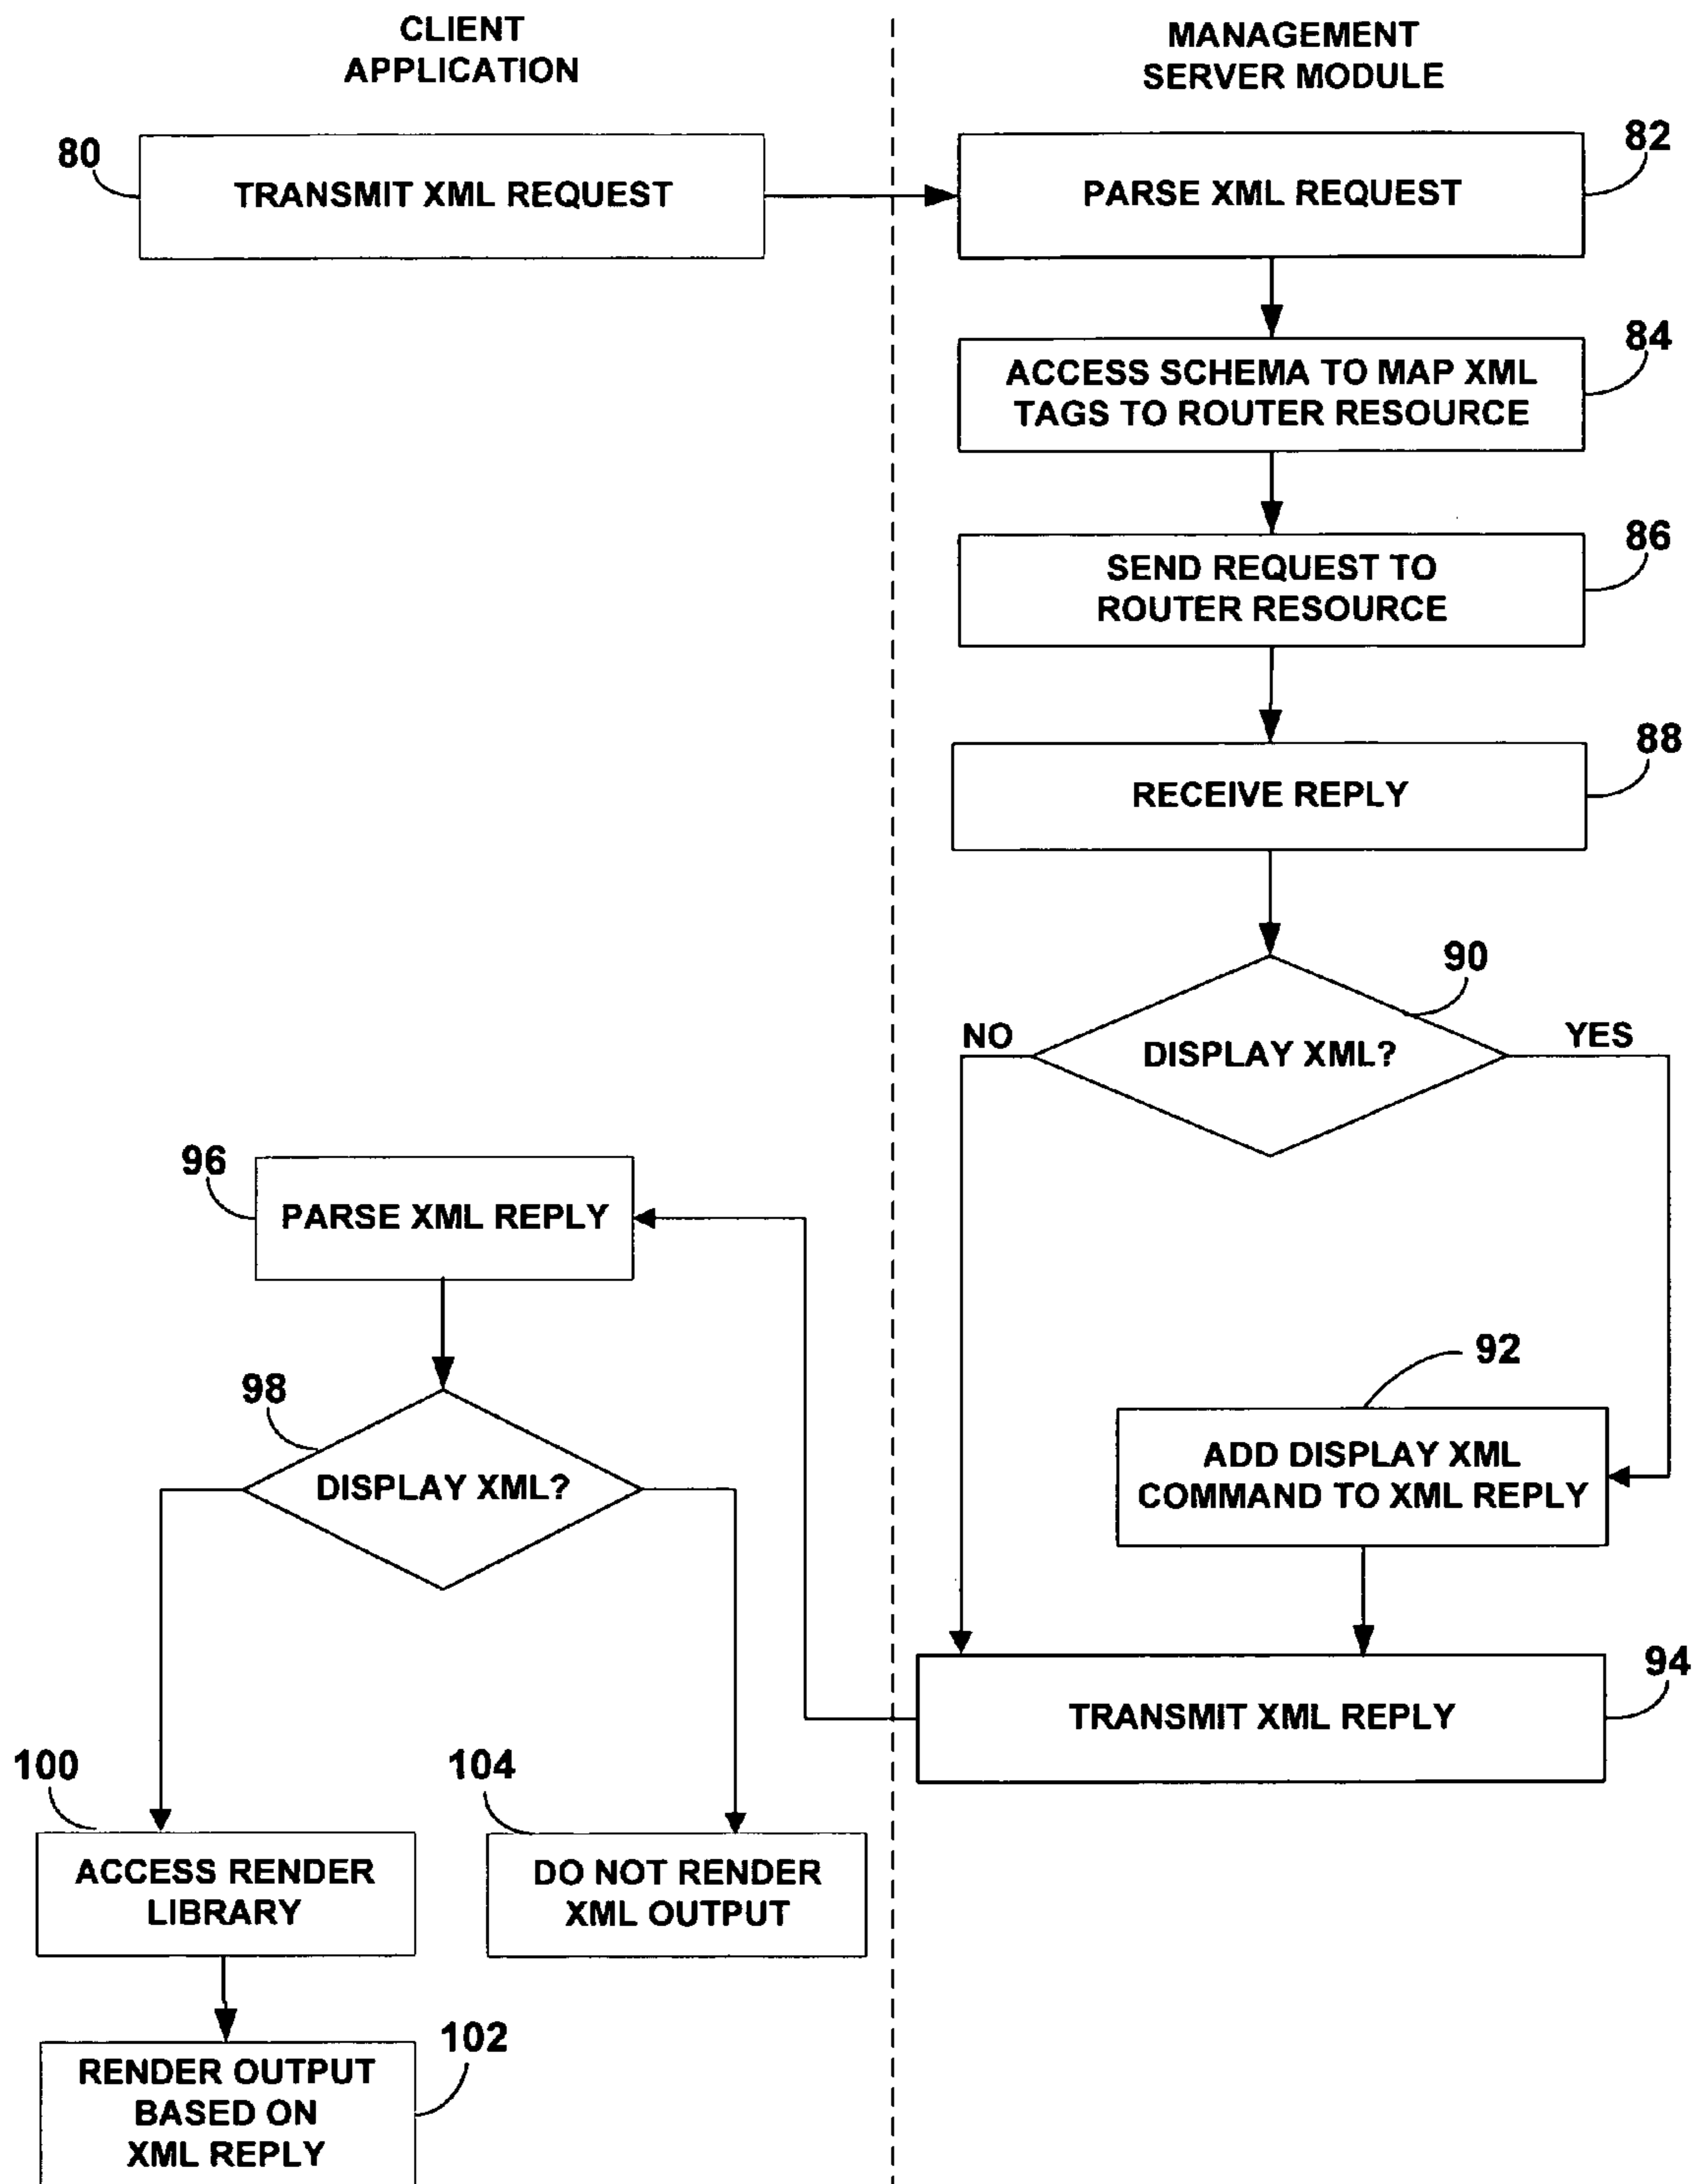 CLIENT
APPLICATION
MANAGEMENT
SERVER MODULE
80
TRANSMIT XML REQUEST
82
PARSE XML REQUEST
84
ACCESS SCHEMA TO MAP XML
TAGS TO ROUTER RESOURCE
86
SEND REQUEST TO
ROUTER RESOURCE
88
RECEIVE REPLY
90
NO
DISPLAY XML?
YES
92
ADD DISPLAY XML
COMMAND TO XML REPLY
94
TRANSMIT XML REPLY
96
PARSE XML REPLY
98
DISPLAY XML?
100
ACCESS RENDER
LIBRARY
104
DO NOT RENDER
XML OUTPUT
102
RENDER OUTPUT
BASED ON
XML REPLY